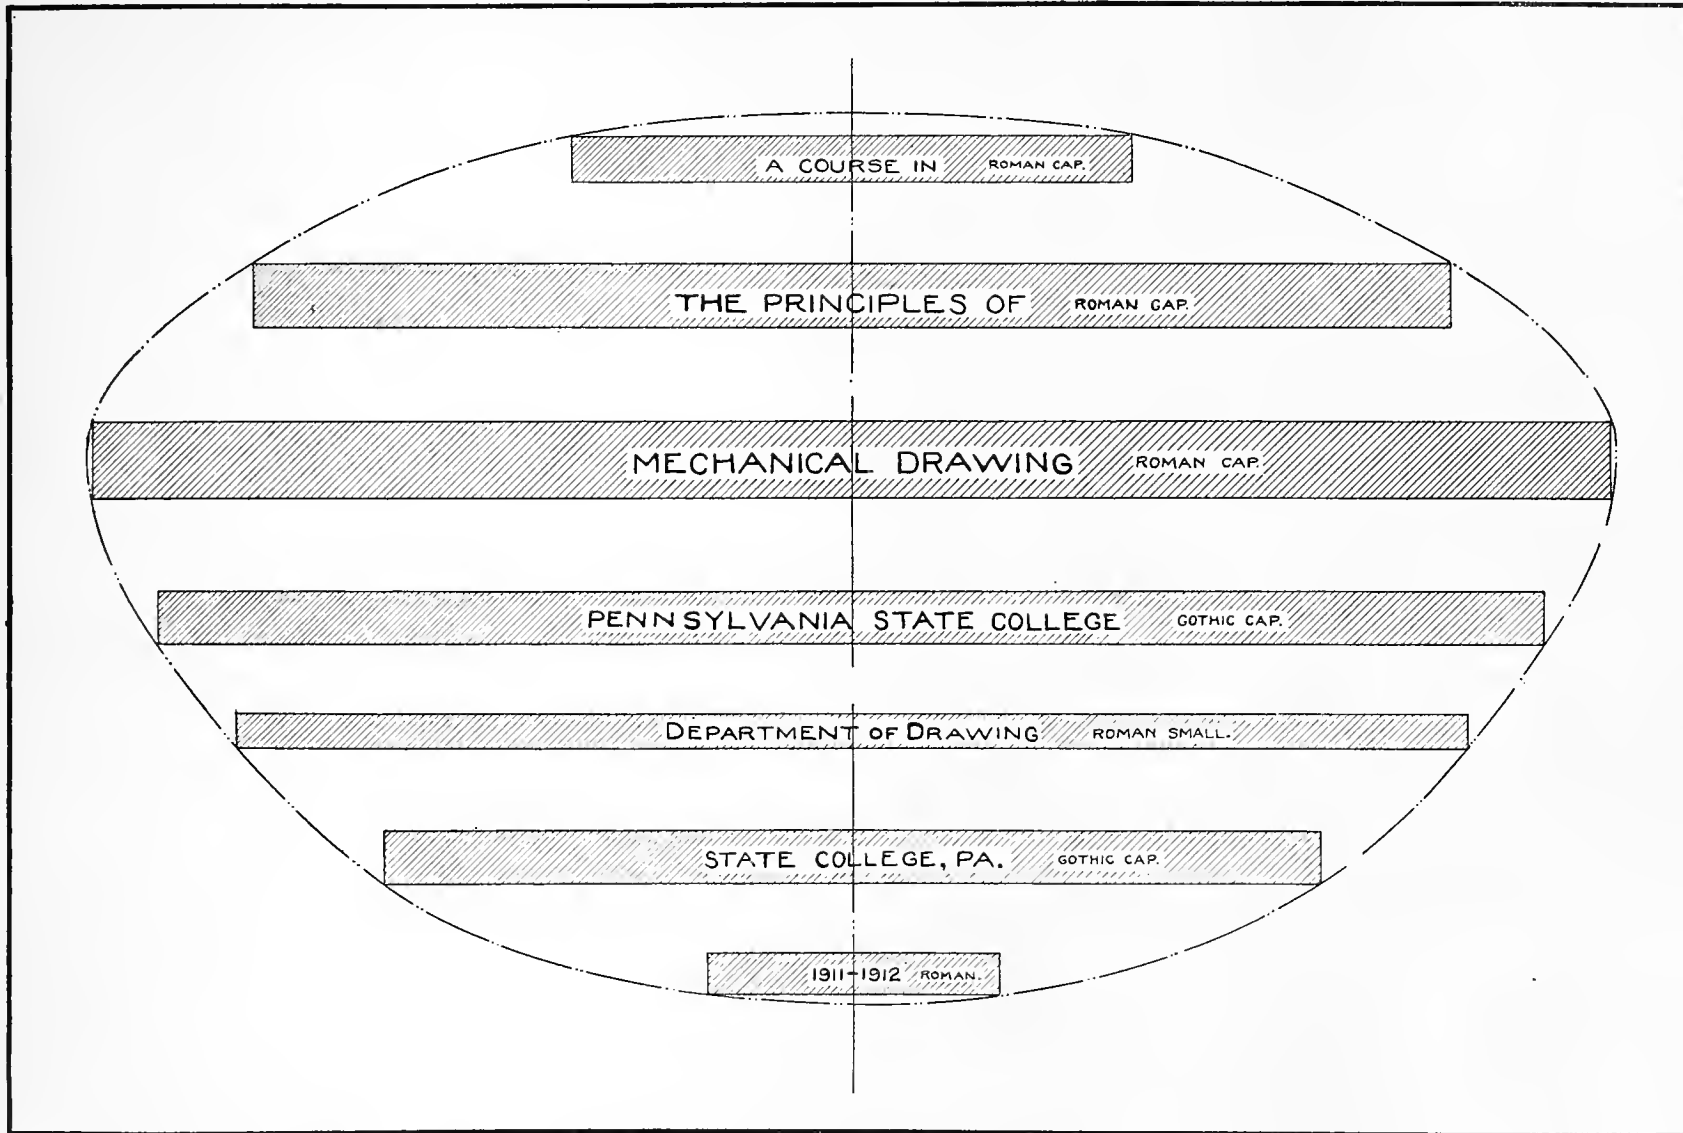 A COURSE IN ROMAN CAP.
THE PRINCIPLES OF ROMAN CAP.
MECHANICAL DRAWING ROMAN CAP.
PENNSYLVANIA STATE COLLEGE GOTHIC CAP.
DEPARTMENT OF DRAWING ROMAN SMALL.
STATE COLLEGE, PA. GOTHIC CAP.
1911-1912 ROMAN.